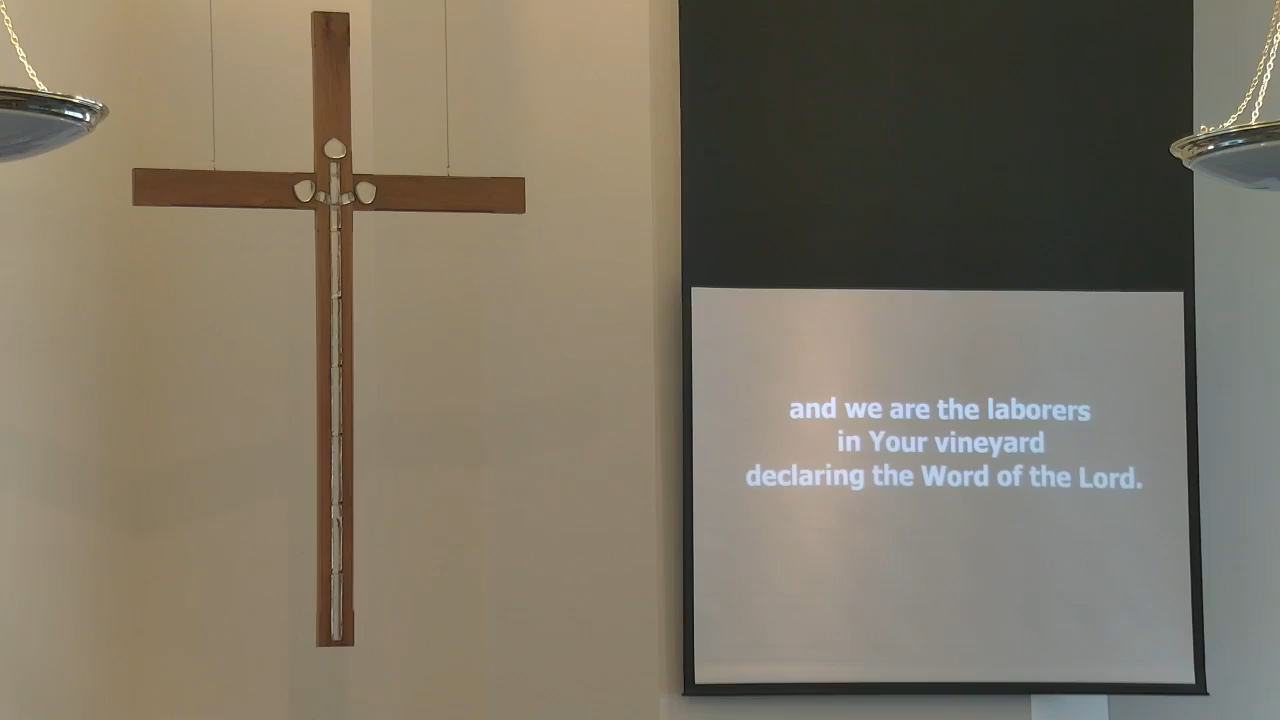 and we are the laborers
in Your vineyard
declaring the Word of the Lord.